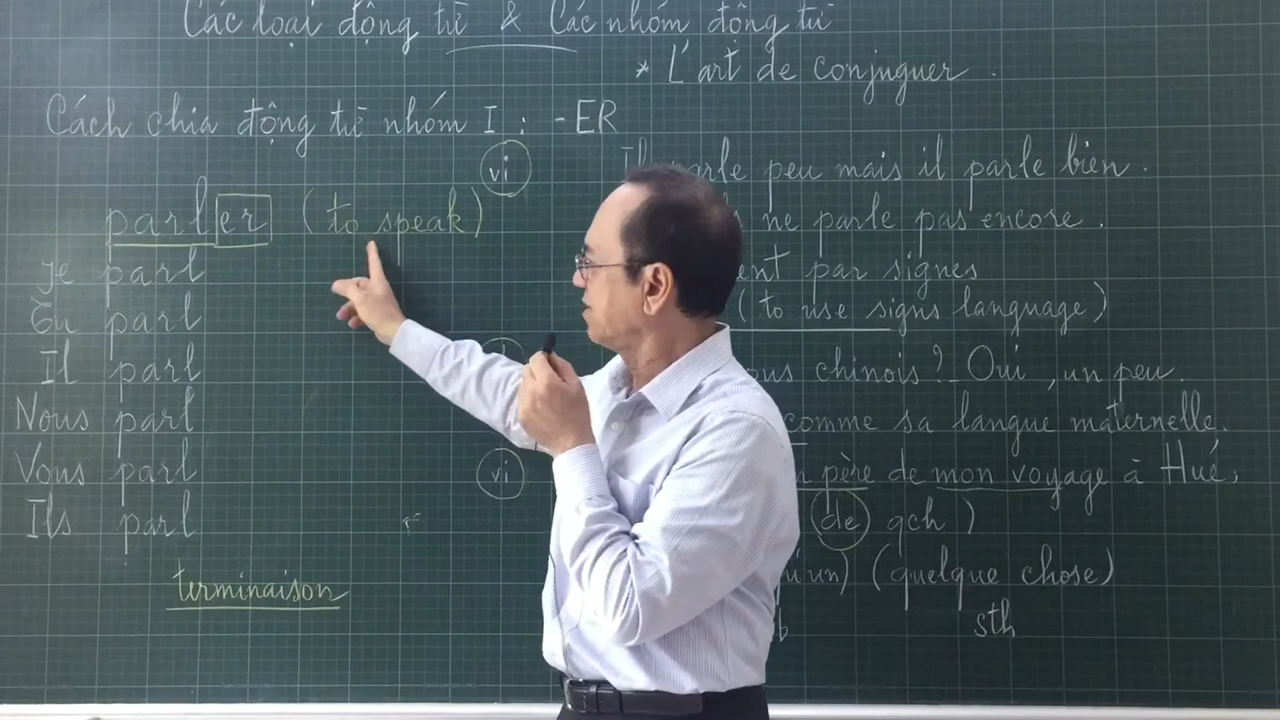 Các loại động từ & Các nhóm động từ
* L'art de conjuguer.
Cách chia động từ nhóm I : -ER
parler (to speak)
Je parl
Tu parl
Il parl
Nous parl
Vous parl
Ils parl
terminaison
vi
Il parle peu mais il parle bien.
ne parle pas encore.
par signes
(to use signs language)
chinois? Oui, un peu.
comme sa langue maternelle.
vi
père de mon voyage à Hué,
(de) qch)
(quelque chose)
sth